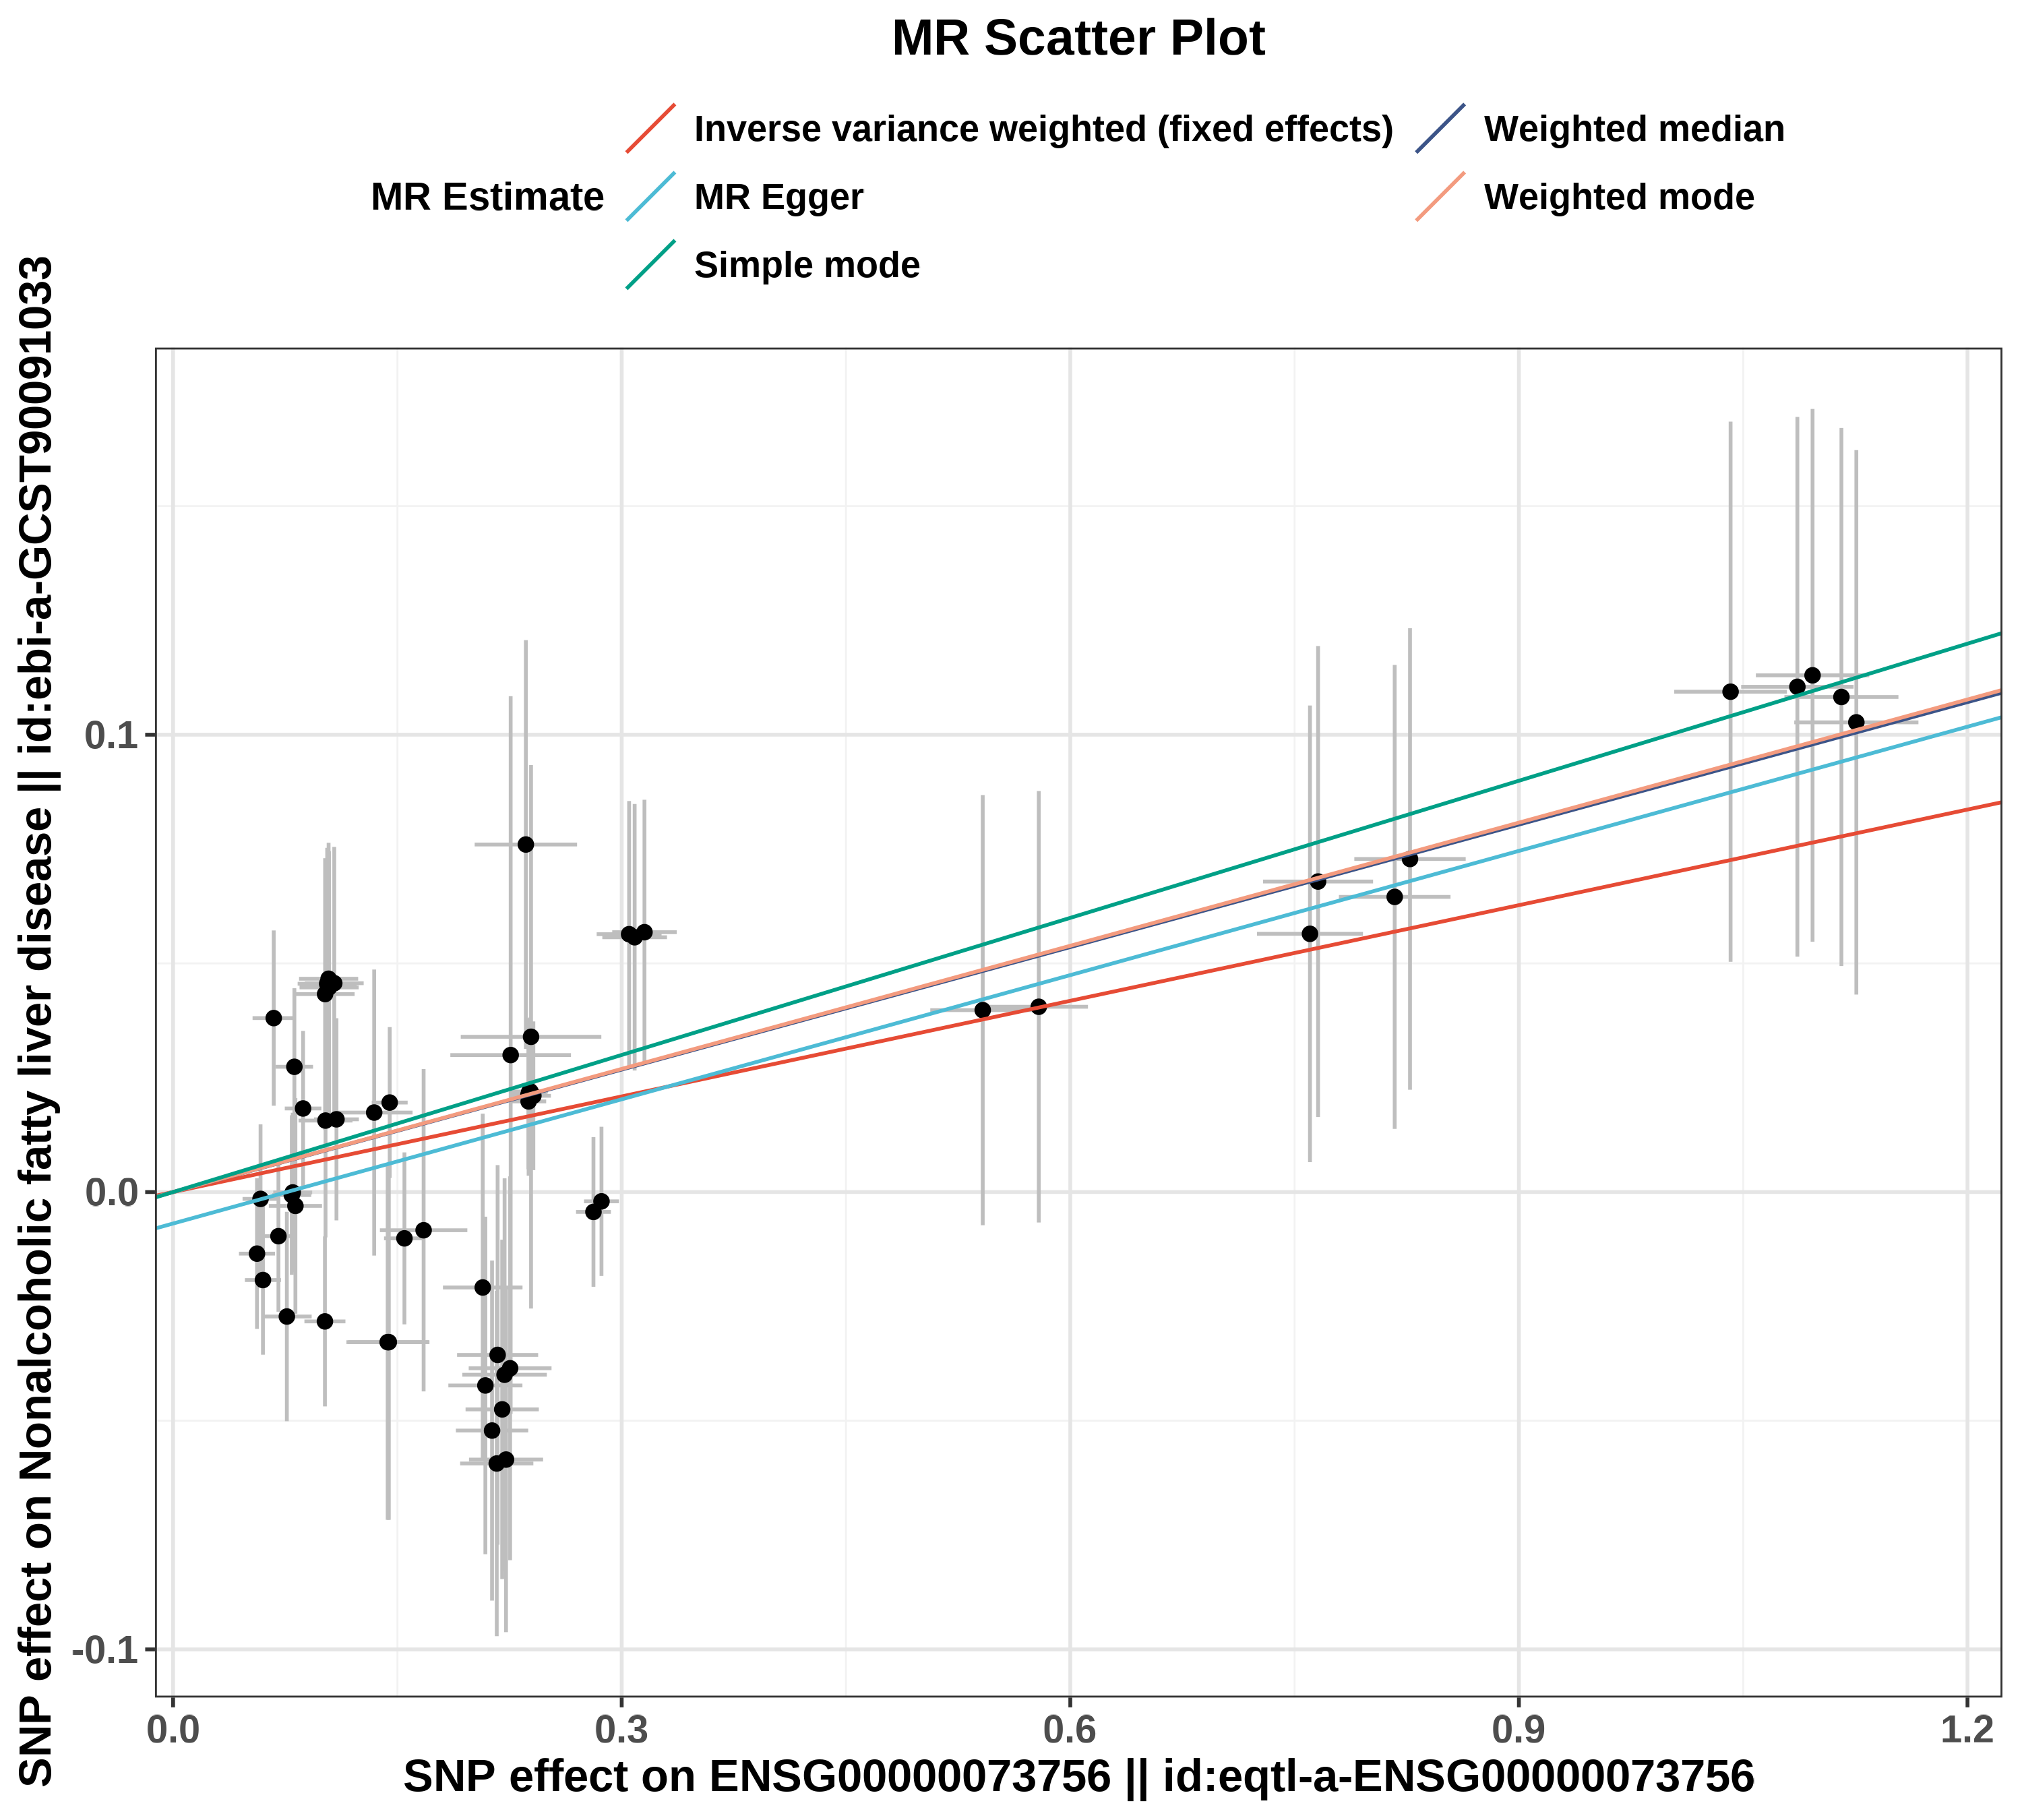 MR Scatter Plot
MR Estimate
Inverse variance weighted (fixed effects)
MR Egger
Simple mode
Weighted median
Weighted mode
SNP effect on Nonalcoholic fatty liver disease || id:ebi-a-GCST90091033
0.1
0.0
-0.1
0.0
0.3
0.6
0.9
1.2
SNP effect on ENSG00000073756 || id:eqtl-a-ENSG00000073756